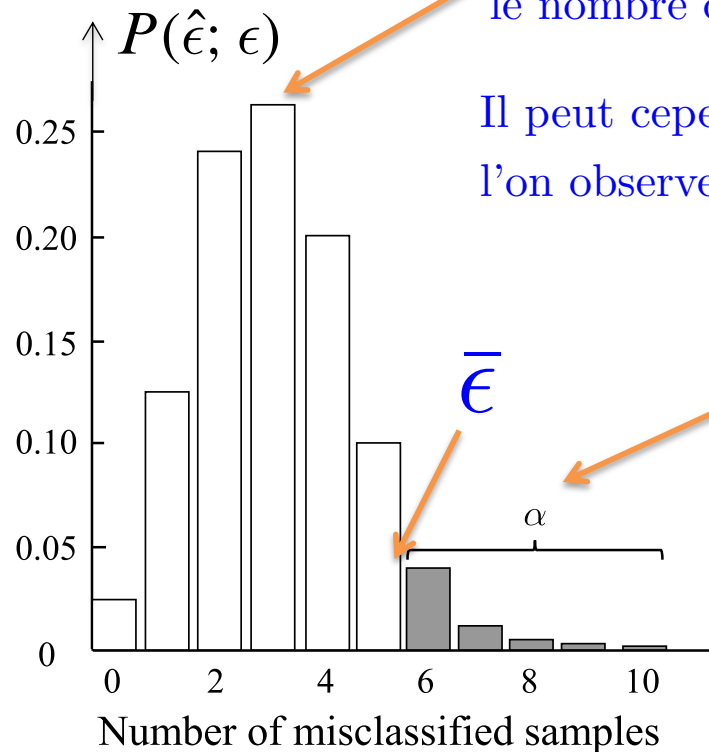 P(ϵ̂; ϵ)
le nombre
Il peut
l'on observe
0.25
0.20
0.15
ϵ̅
0.10
α
0.05
0
0 2 4 6 8 10
Number of misclassified samples